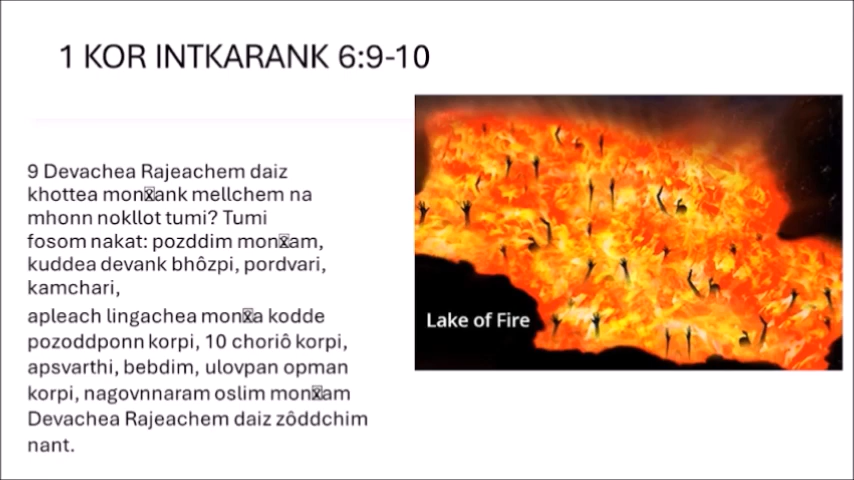 1 KOR INTKARANK 6:9-10
9 Devachea Rajeachem daiz
khottea mon☒ank mellchem na
mhonn nokllot tumi? Tumi
fosom nakat: pozddim mon☒am,
kuddea devank bhôzpi, pordvari,
kamchari,
apleach lingachea mon☒a kodde
pozoddponn korpi, 10 choriô korpi,
apsvarthi, bebdim, ulovpan opman
korpi, nagovnnaram oslim mon☒am
Devachea Rajeachem daiz zôddchim
nant.
Lake of Fire